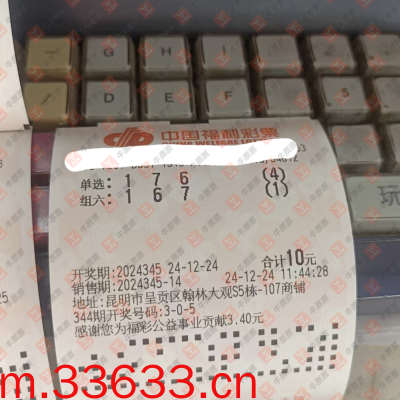 T G H I
/ D E F 5
中国福利彩票
单选: 1 7 6 (4)
组六: 1 6 7 (1)
开奖期:2024345 24-12-24 合计10元
销售期:2024345-14 24-12-24 11:44:28
地址:昆明市呈贡区翰林大观S5栋-107商铺
344期开奖号码:3-0-5
感谢您为福彩公益事业贡献3.40元
玩
m.33633.cn